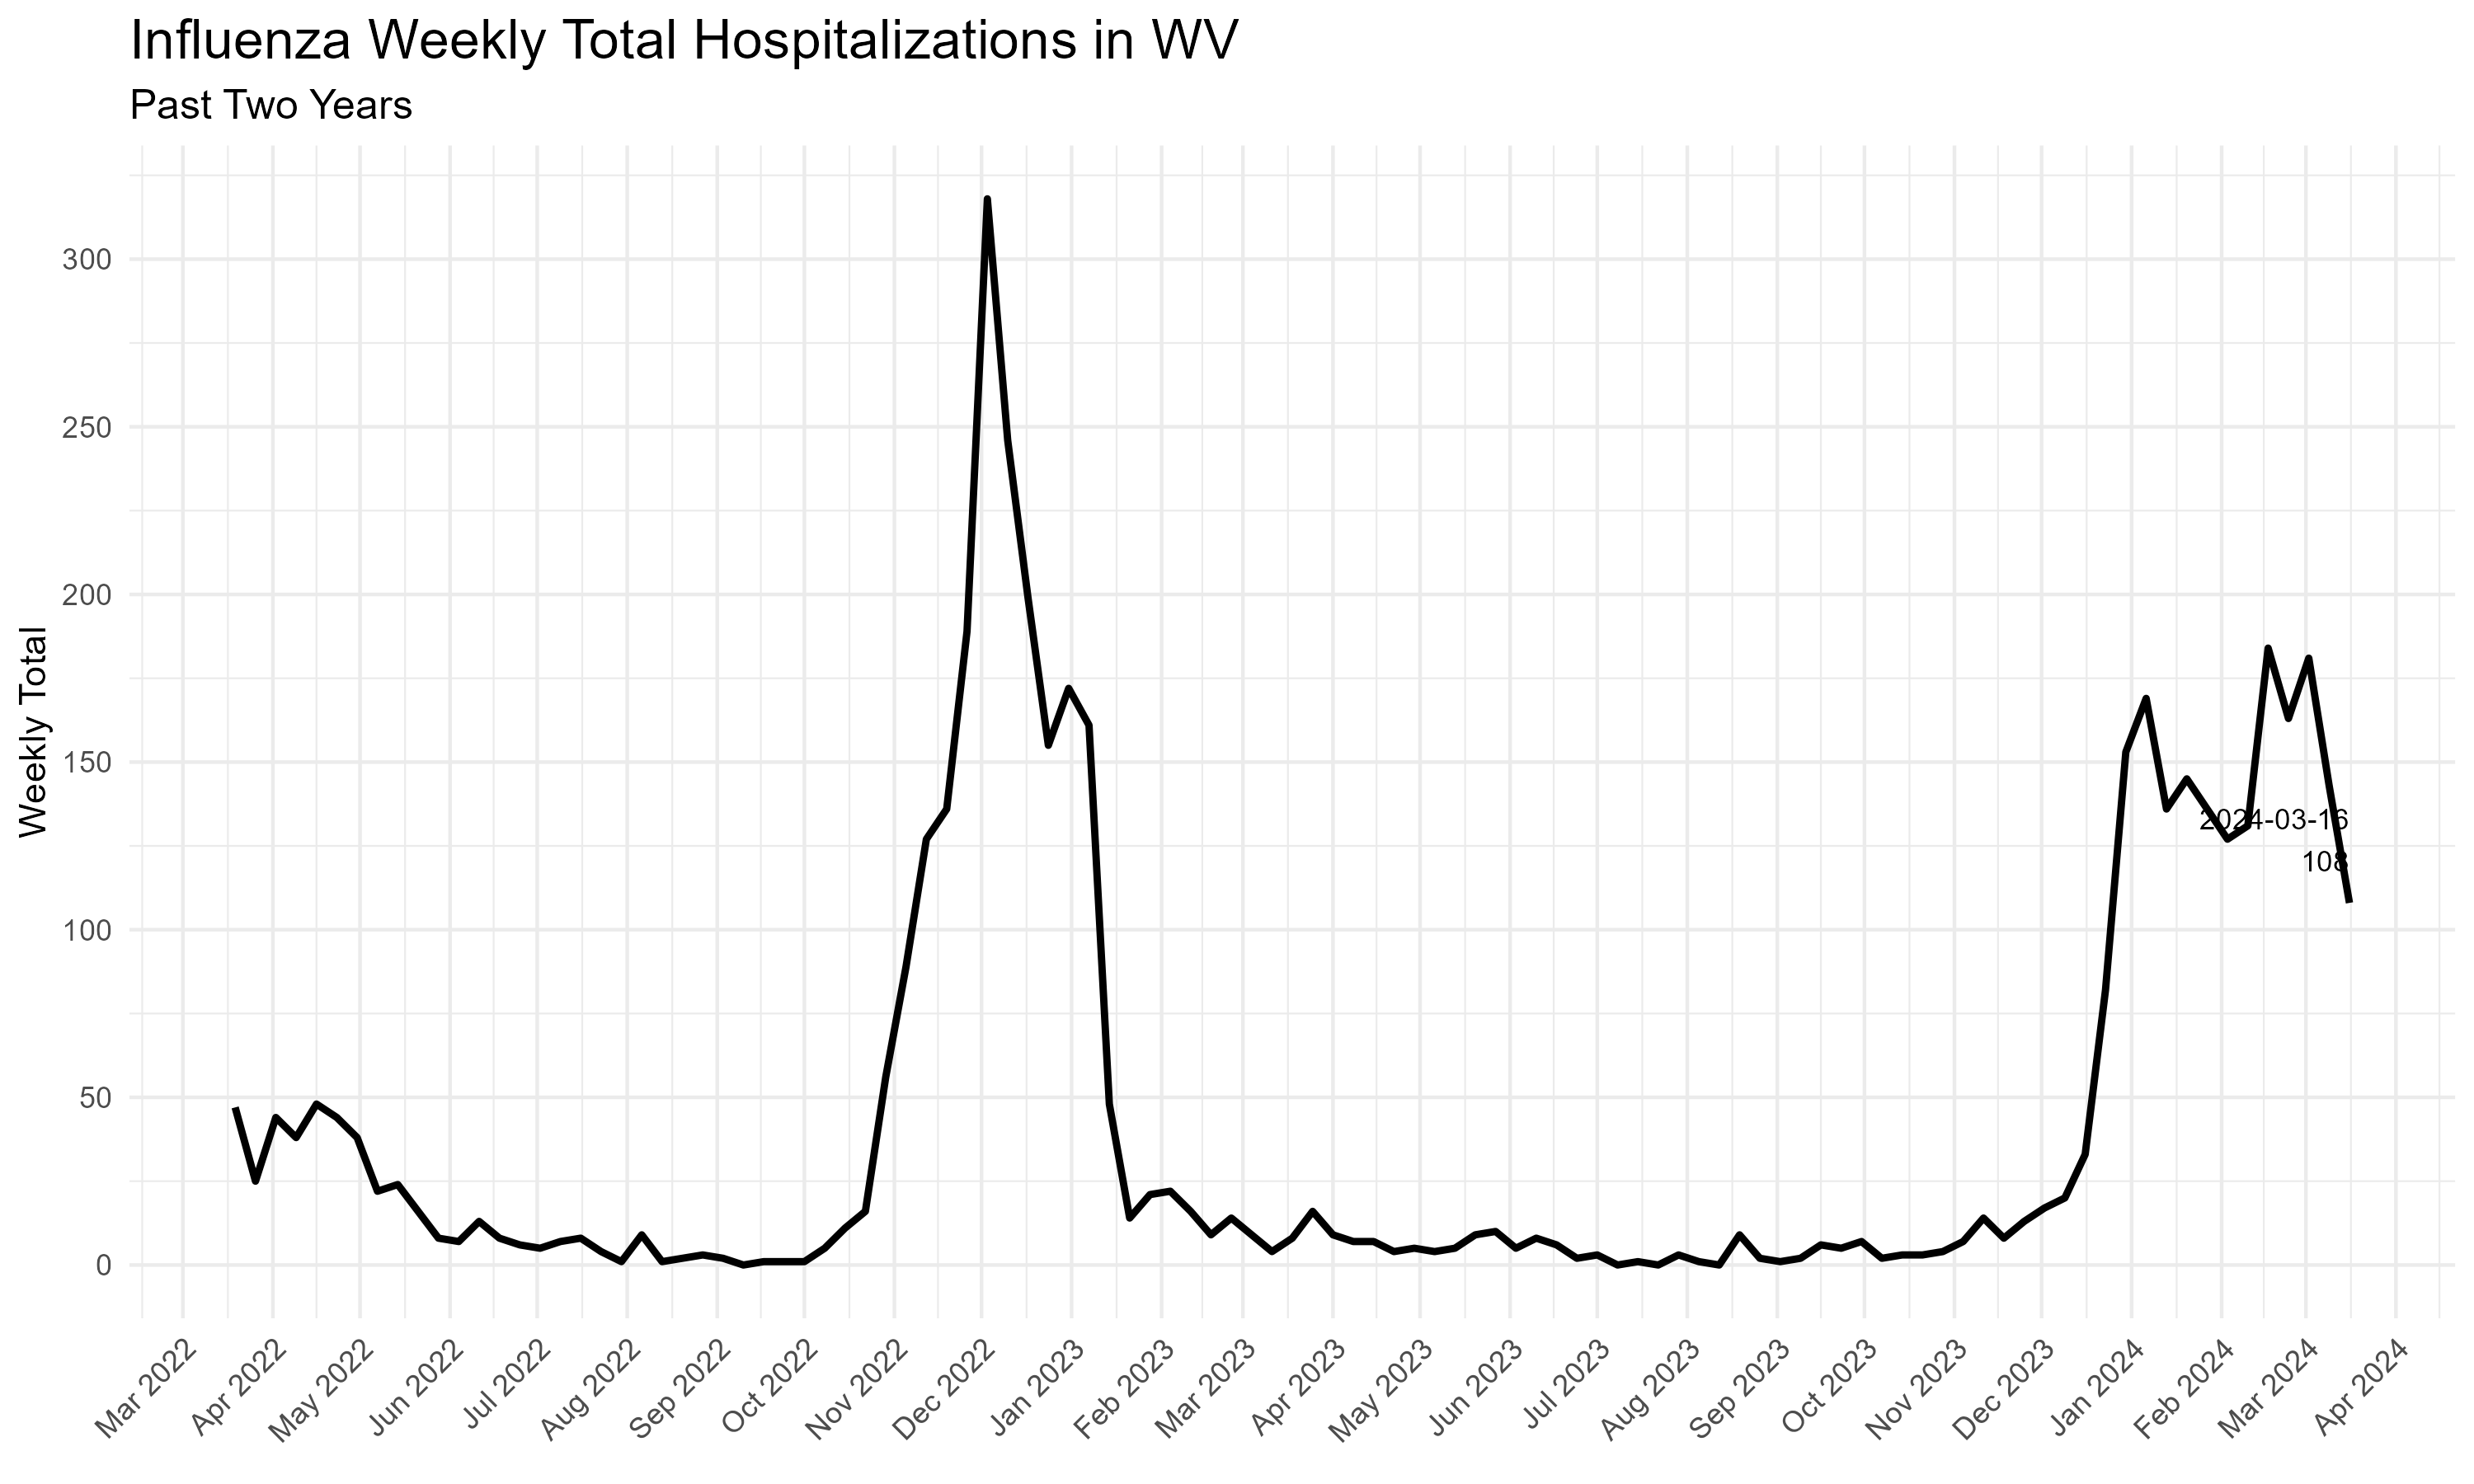 Influenza Weekly Total Hospitalizations in WV
Past Two Years
Weekly Total
300
250
200
150
100
50
0
2024-03-16
108
Mar 2022
Apr 2022
May 2022
Jun 2022
Jul 2022
Aug 2022
Sep 2022
Oct 2022
Nov 2022
Dec 2022
Jan 2023
Feb 2023
Mar 2023
Apr 2023
May 2023
Jun 2023
Jul 2023
Aug 2023
Sep 2023
Oct 2023
Nov 2023
Dec 2023
Jan 2024
Feb 2024
Mar 2024
Apr 2024